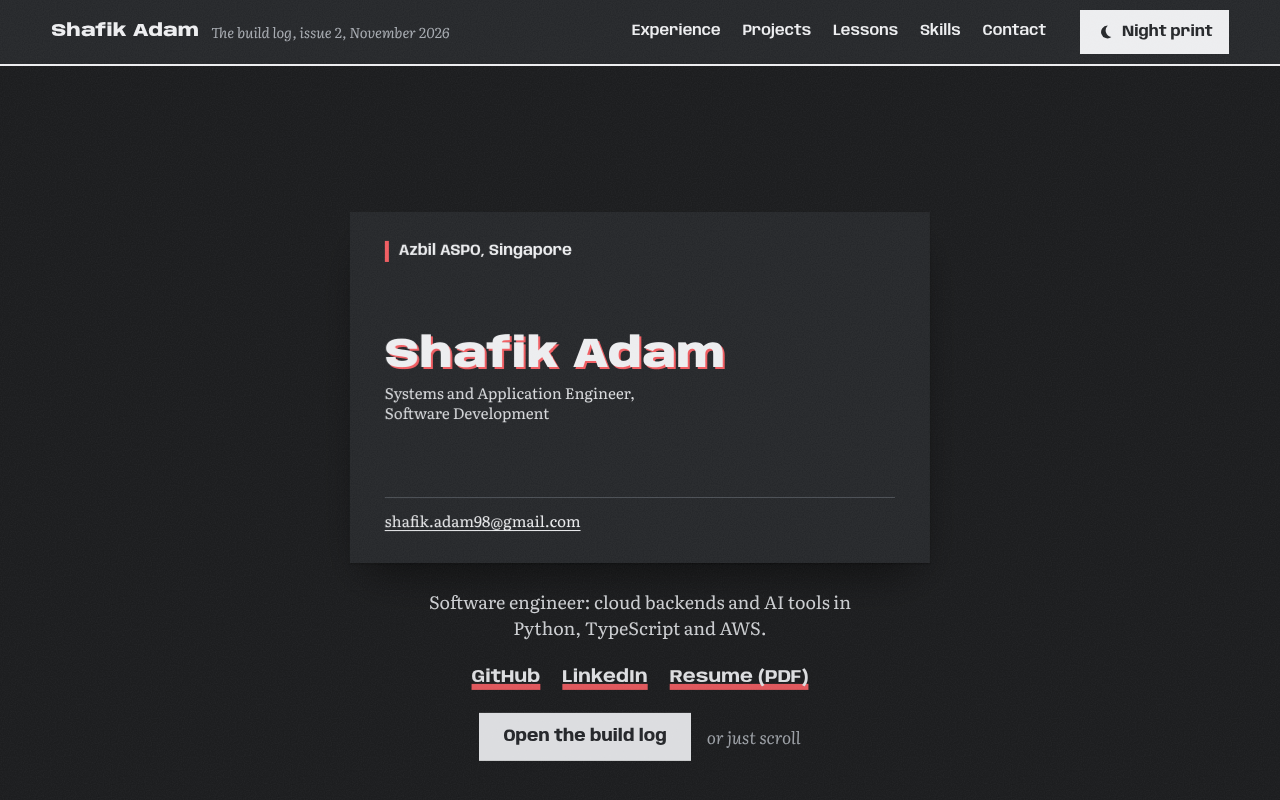 Shafik Adam The build log, issue 2, November 2026 Experience Projects Lessons Skills Contact Night print
Azbil ASPO, Singapore
Shafik Adam
Systems and Application Engineer,
Software Development
shafik.adam98@gmail.com
Software engineer: cloud backends and AI tools in
Python, TypeScript and AWS.
GitHub LinkedIn Resume (PDF)
Open the build log or just scroll